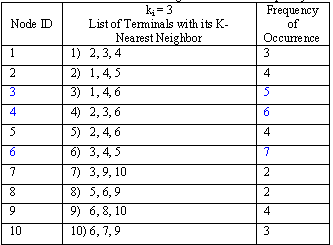 Node ID
kᵢ = 3
List of Terminals with its K-
Nearest Neighbor
Frequency
of
Occurrence
1 1) 2, 3, 4 3
2 2) 1, 4, 5 4
3 3) 1, 4, 6 5
4 4) 2, 3, 6 6
5 5) 2, 4, 6 4
6 6) 3, 4, 5 7
7 7) 3, 9, 10 2
8 8) 5, 6, 9 2
9 9) 6, 8, 10 4
10 10) 6, 7, 9 3